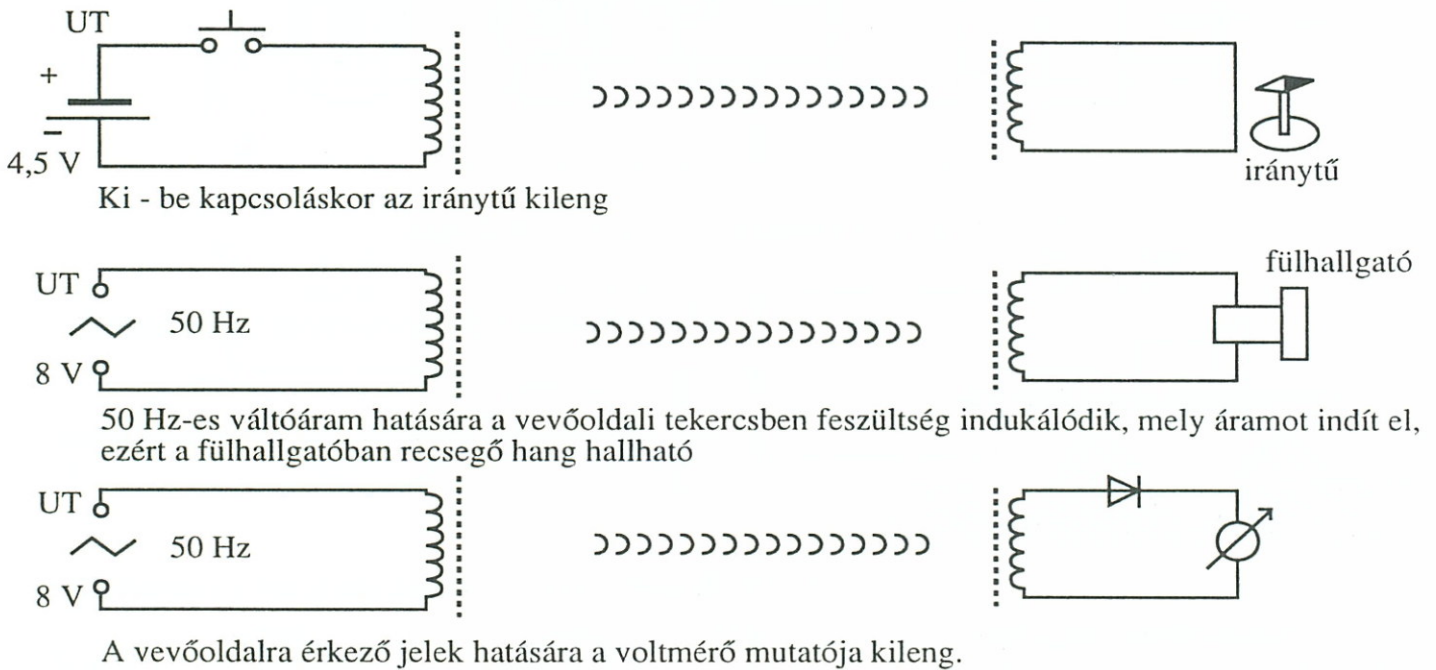 UT
+
−
4,5 V
iránytű
Ki - be kapcsoláskor az iránytű kileng
fülhallgató
UT
50 Hz
8 V
50 Hz-es váltóáram hatására a vevőoldali tekercsben feszültség indukálódik, mely áramot indít el,
ezért a fülhallgatóban recsegő hang hallható
UT
50 Hz
8 V
A vevőoldalra érkező jelek hatására a voltmérő mutatója kileng.